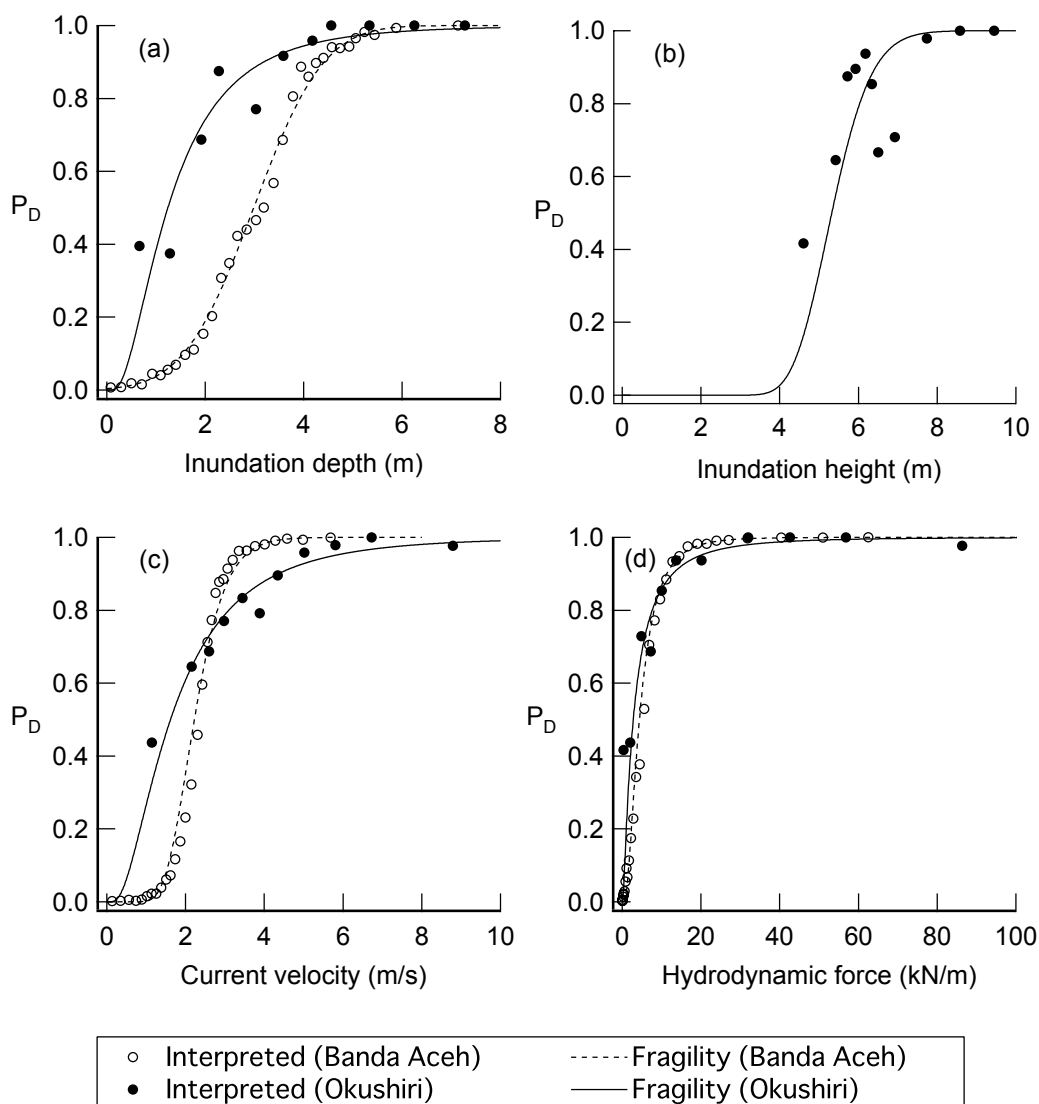 (a)
1.0
0.8
0.6
P_D
0.4
0.2
0.0
0 2 4 6 8
Inundation depth (m)
(b)
1.0
0.8
0.6
P_D
0.4
0.2
0.0
0 2 4 6 8 10
Inundation height (m)
(c)
1.0
0.8
0.6
P_D
0.4
0.2
0.0
0 2 4 6 8 10
Current velocity (m/s)
(d)
1.0
0.8
0.6
P_D
0.4
0.2
0.0
0 20 40 60 80 100
Hydrodynamic force (kN/m)
Interpreted (Banda Aceh) Fragility (Banda Aceh)
Interpreted (Okushiri) Fragility (Okushiri)